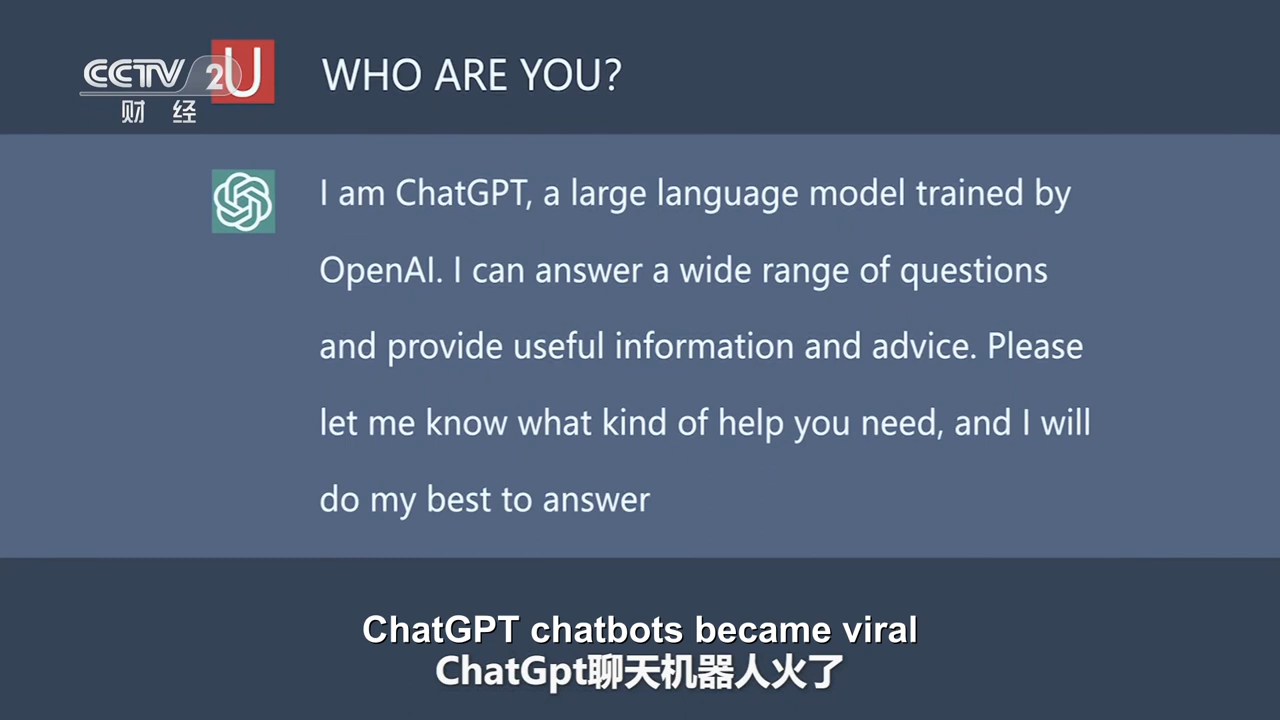 CCTV 2
财 经
U
WHO ARE YOU?
I am ChatGPT, a large language model trained by
OpenAI. I can answer a wide range of questions
and provide useful information and advice. Please
let me know what kind of help you need, and I will
do my best to answer
ChatGPT chatbots became viral
ChatGpt聊天机器人火了